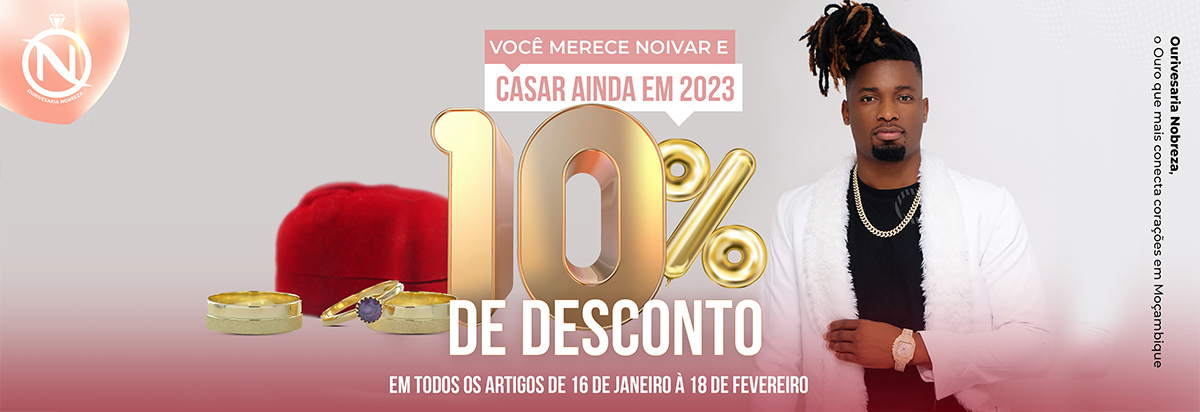 N
OURIVESARIA NOBREZA
VOCÊ MERECE NOIVAR E
CASAR AINDA EM 2023
10%
DE DESCONTO
EM TODOS OS ARTIGOS DE 16 DE JANEIRO À 18 DE FEVEREIRO
Ourivesaria Nobreza,
o Ouro que mais conecta corações em Moçambique